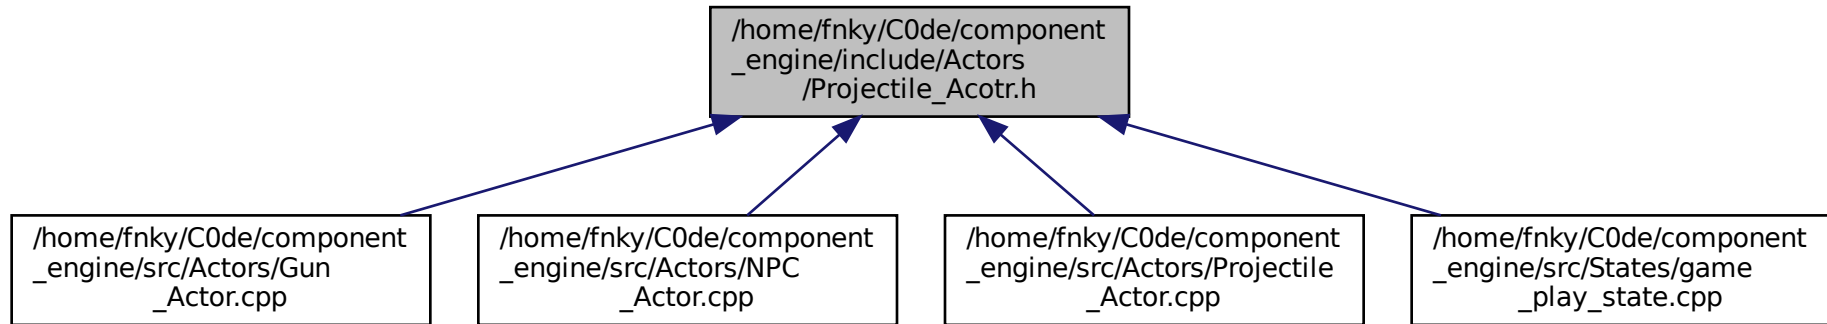 /home/fnky/C0de/component
_engine/include/Actors
/Projectile_Acotr.h
/home/fnky/C0de/component
_engine/src/Actors/Gun
_Actor.cpp
/home/fnky/C0de/component
_engine/src/Actors/NPC
_Actor.cpp
/home/fnky/C0de/component
_engine/src/Actors/Projectile
_Actor.cpp
/home/fnky/C0de/component
_engine/src/States/game
_play_state.cpp